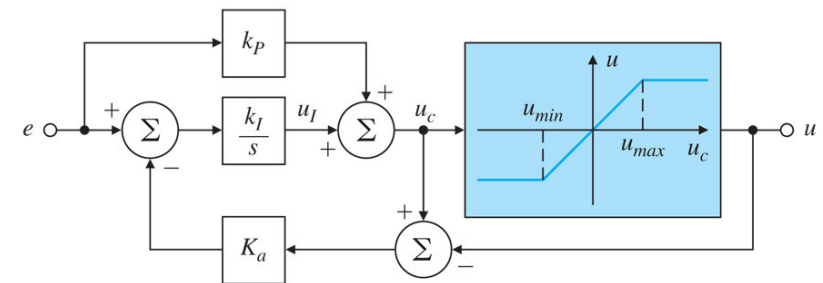 k_P
u
+
e
+
Σ
k_I
s
u_I
+
Σ
u_c
u_min
u_max
u_c
u
−
+
K_a
Σ
−